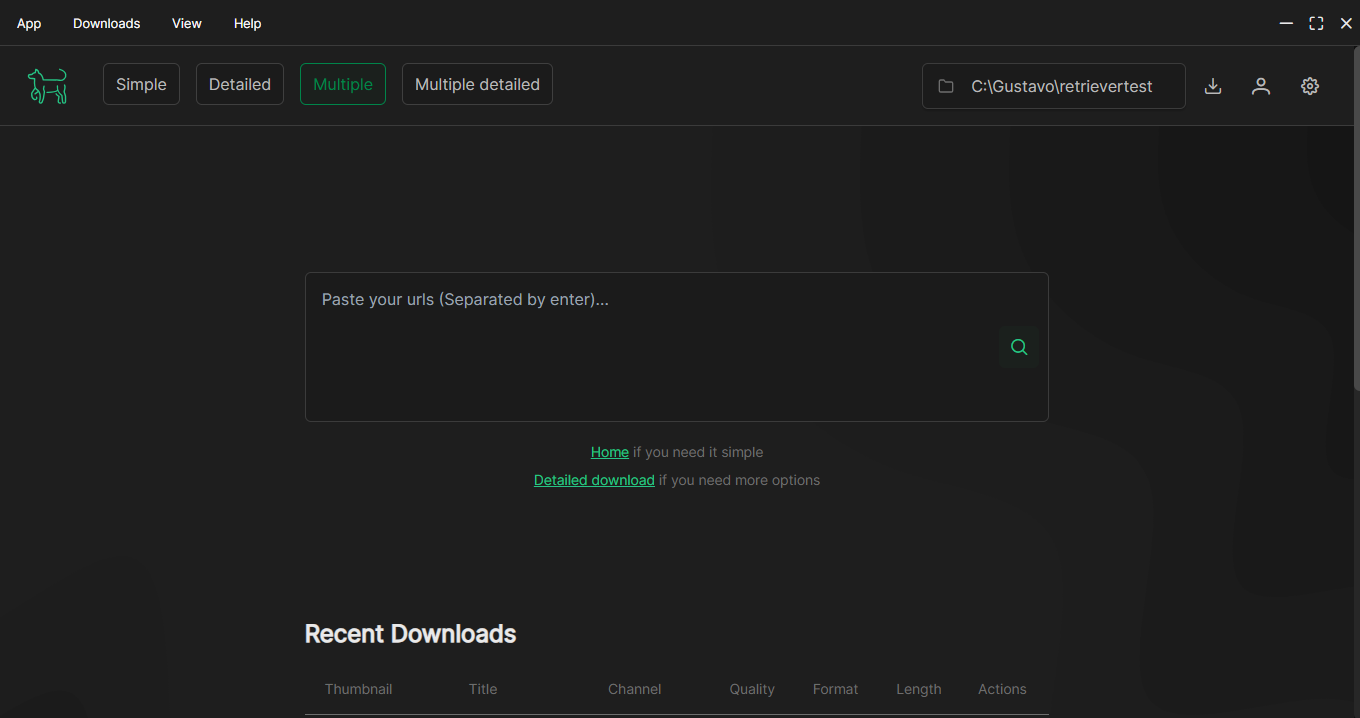 App Downloads View Help
Simple Detailed Multiple Multiple detailed C:\Gustavo\retrievertest
Paste your urls (Separated by enter)...
Home if you need it simple
Detailed download if you need more options
Recent Downloads
Thumbnail Title Channel Quality Format Length Actions